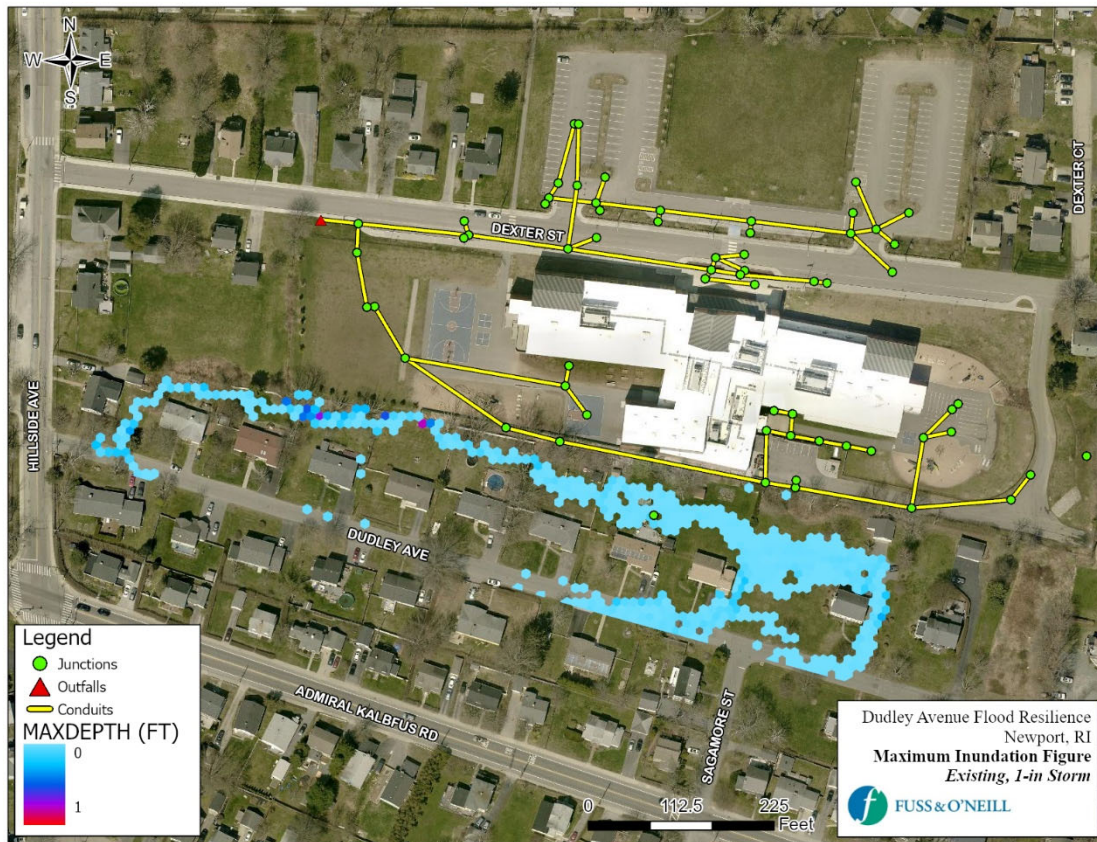 N
W E
S
HILLSIDE AVE
DEXTER ST
DEXTER CT
DUDLEY AVE
ADMIRAL KALBFUS RD
SAGAMORE ST
Legend
Junctions
Outfalls
Conduits
MAXDEPTH (FT)
0
1
0 112.5 225
Feet
Dudley Avenue Flood Resilience
Newport, RI
Maximum Inundation Figure
Existing, 1-in Storm
f
FUSS & O'NEILL